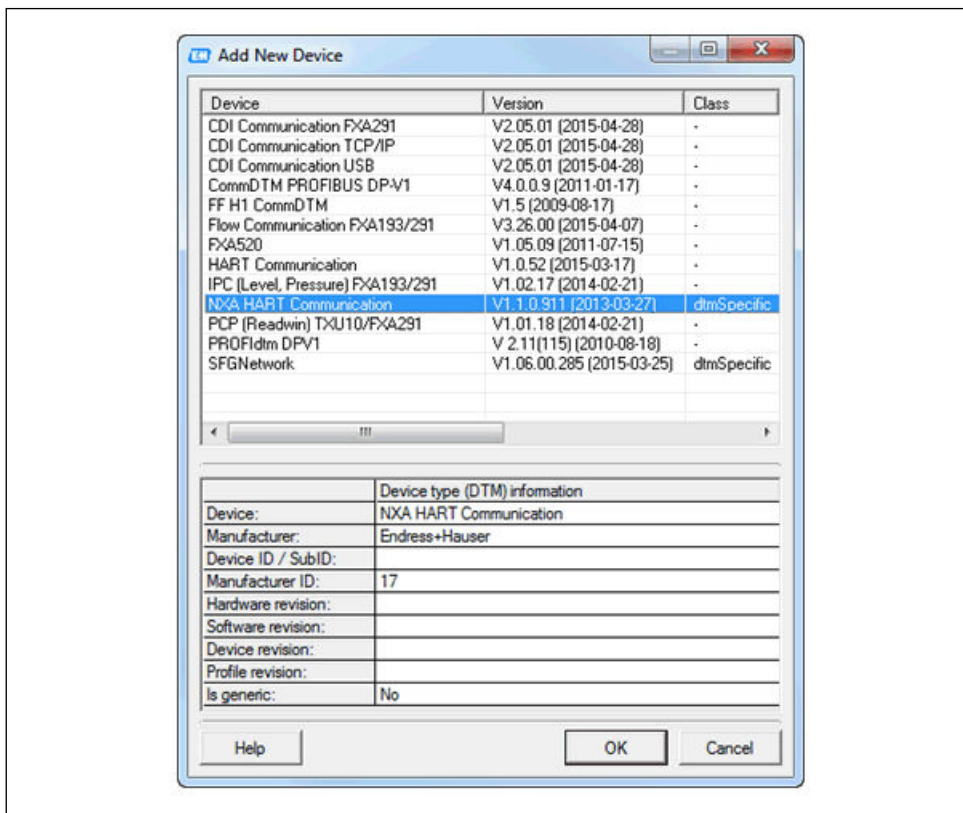 E+H Add New Device
Device Version Class
CDI Communication FXA291 V2.05.01 (2015-04-28) -
CDI Communication TCP/IP V2.05.01 (2015-04-28) -
CDI Communication USB V2.05.01 (2015-04-28) -
CommDTM PROFIBUS DP-V1 V4.0.0.9 (2011-01-17) -
FF H1 CommDTM V1.5 (2009-08-17) -
Flow Communication FXA193/291 V3.26.00 (2015-04-07) -
FXA520 V1.05.09 (2011-07-15) -
HART Communication V1.0.52 (2015-03-17) -
IPC (Level, Pressure) FXA193/291 V1.02.17 (2014-02-21) -
NXA HART Communication V1.1.0.911 (2013-03-27) dtmSpecific
PCP (Readwin) TXU10/FXA291 V1.01.18 (2014-02-21) -
PROFIdtm DPV1 V 2.11(115) (2010-08-18) -
SFGNetwork V1.06.00.285 (2015-03-25) dtmSpecific
Device type (DTM) information
Device: NXA HART Communication
Manufacturer: Endress+Hauser
Device ID / SubID:
Manufacturer ID: 17
Hardware revision:
Software revision:
Device revision:
Profile revision:
Is generic: No
Help OK Cancel